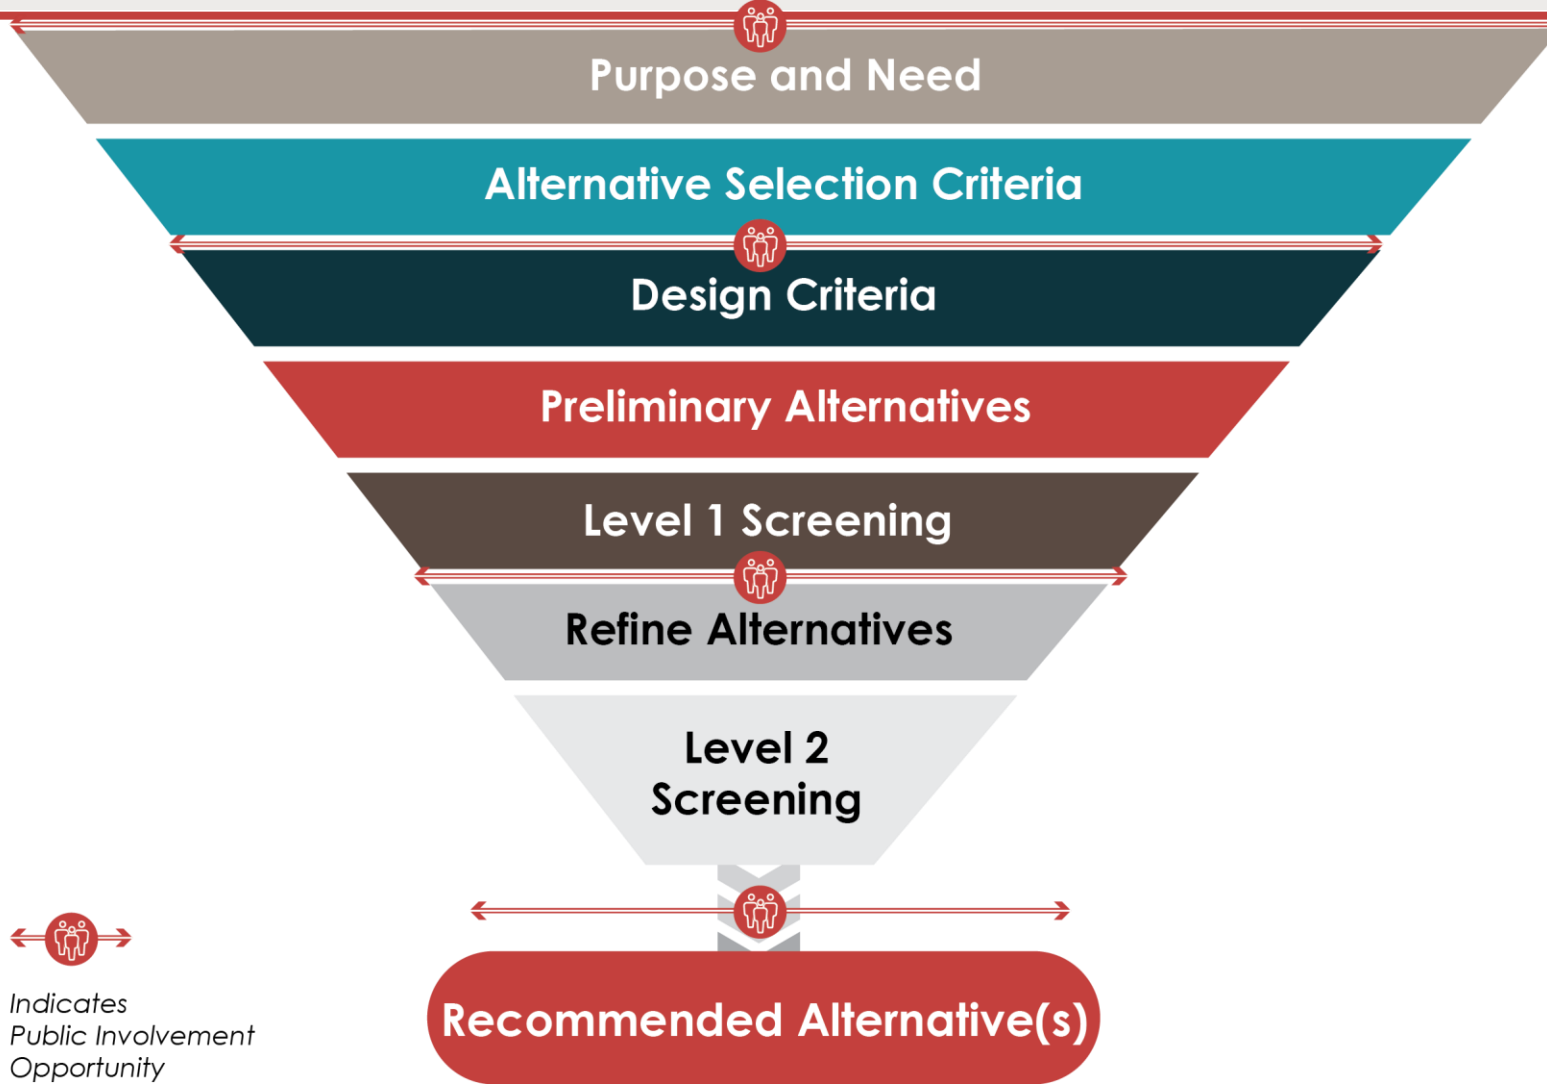 Purpose and Need
Alternative Selection Criteria
Design Criteria
Preliminary Alternatives
Level 1 Screening
Refine Alternatives
Level 2
Screening
Recommended Alternative(s)
Indicates
Public Involvement
Opportunity